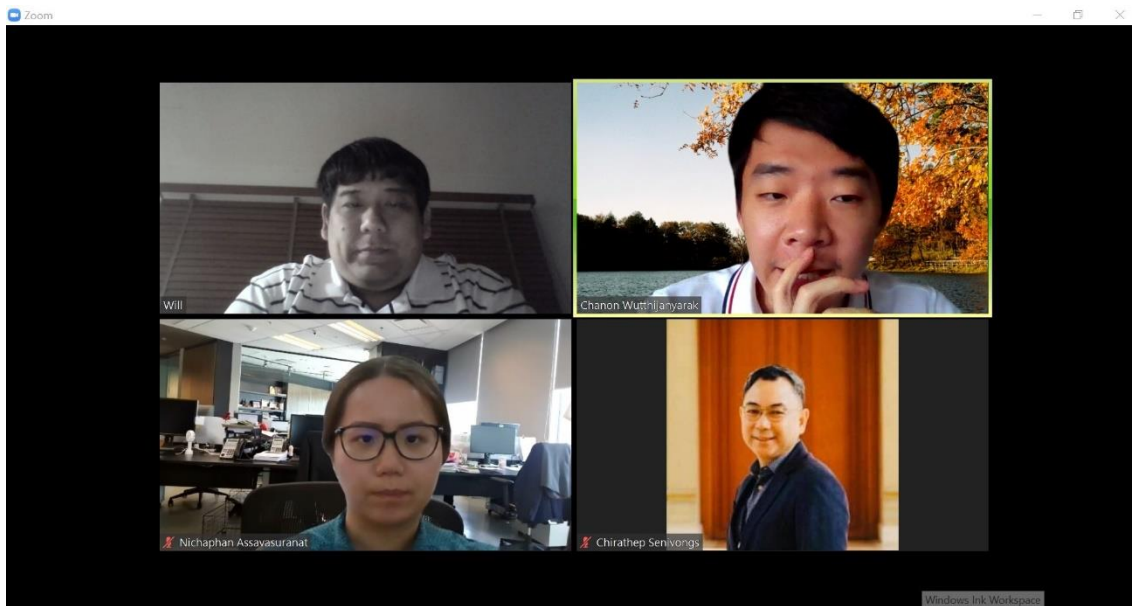 Zoom
Will
Chanon Wutthijanyarak
Nichaphan Assayasuranat
Chirathep Senivongs
Windows Ink Workspace